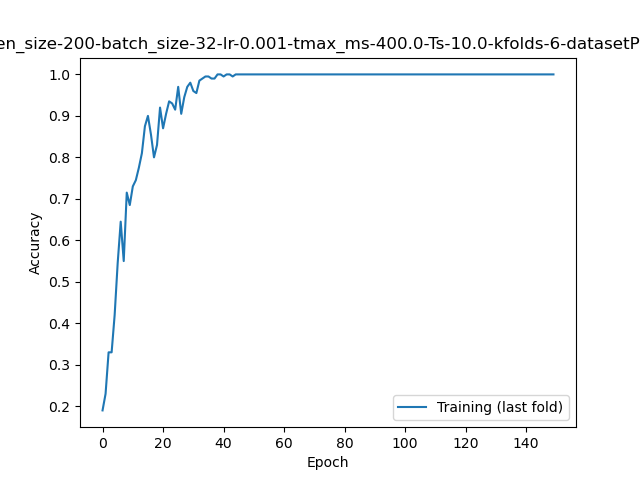 en_size-200-batch_size-32-lr-0.001-tmax_ms-400.0-Ts-10.0-kfolds-6-datasetP
1.0
0.9
0.8
0.7
0.6
0.5
0.4
0.3
0.2
Accuracy
Training (last fold)
0 20 40 60 80 100 120 140
Epoch